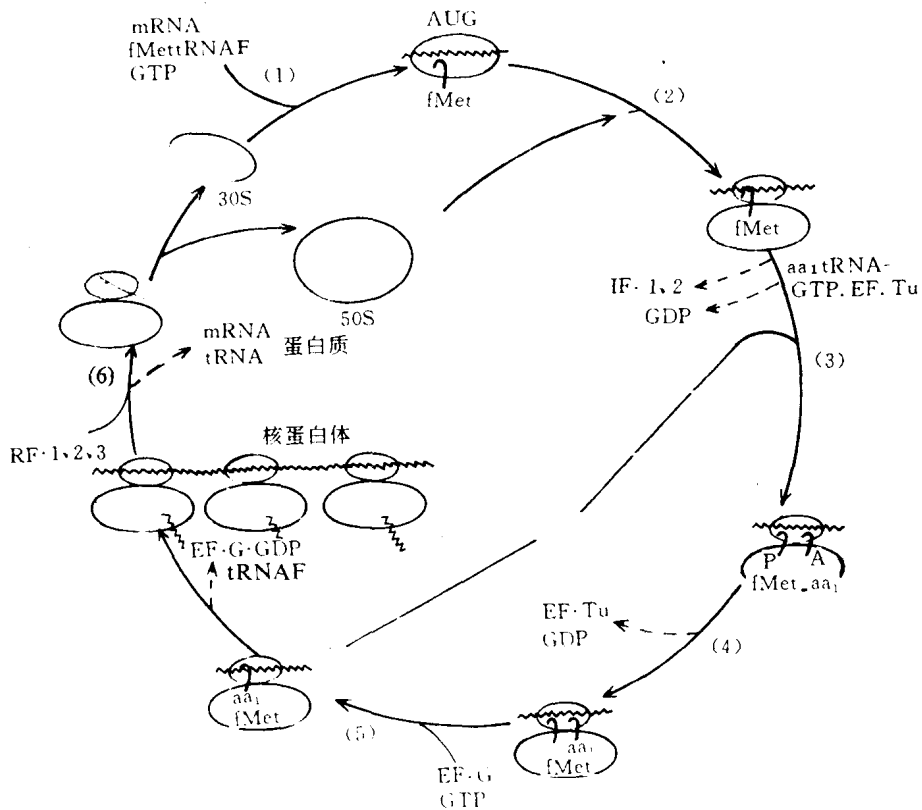 mRNA
fMettRNAF
GTP
(1)
AUG
fMet
(2)
30S
50S
fMet
IF·1、2
GDP
aa₁tRNA-
GTP.EF.Tu
(3)
mRNA
tRNA 蛋白质
(6)
RF·1、2、3
核蛋白体
EF·G·GDP
tRNAF
P A
fMet aa₁
EF·Tu
GDP
(4)
aa₁
fMet
(5)
EF·G
GTP
aa₁
fMet